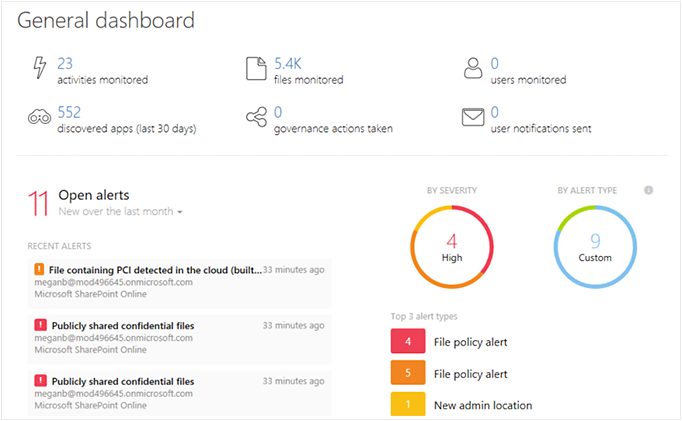 General dashboard
23
activities monitored
5.4K
files monitored
0
users monitored
552
discovered apps (last 30 days)
0
governance actions taken
0
user notifications sent
11 Open alerts
New over the last month
RECENT ALERTS
File containing PCI detected in the cloud (built... 33 minutes ago
meganb@mod496645.onmicrosoft.com
Microsoft SharePoint Online
Publicly shared confidential files 33 minutes ago
meganb@mod496645.onmicrosoft.com
Microsoft SharePoint Online
Publicly shared confidential files 33 minutes ago
meganb@mod496645.onmicrosoft.com
Microsoft SharePoint Online
BY SEVERITY
4
High
BY ALERT TYPE
9
Custom
Top 3 alert types
4 File policy alert
5 File policy alert
1 New admin location